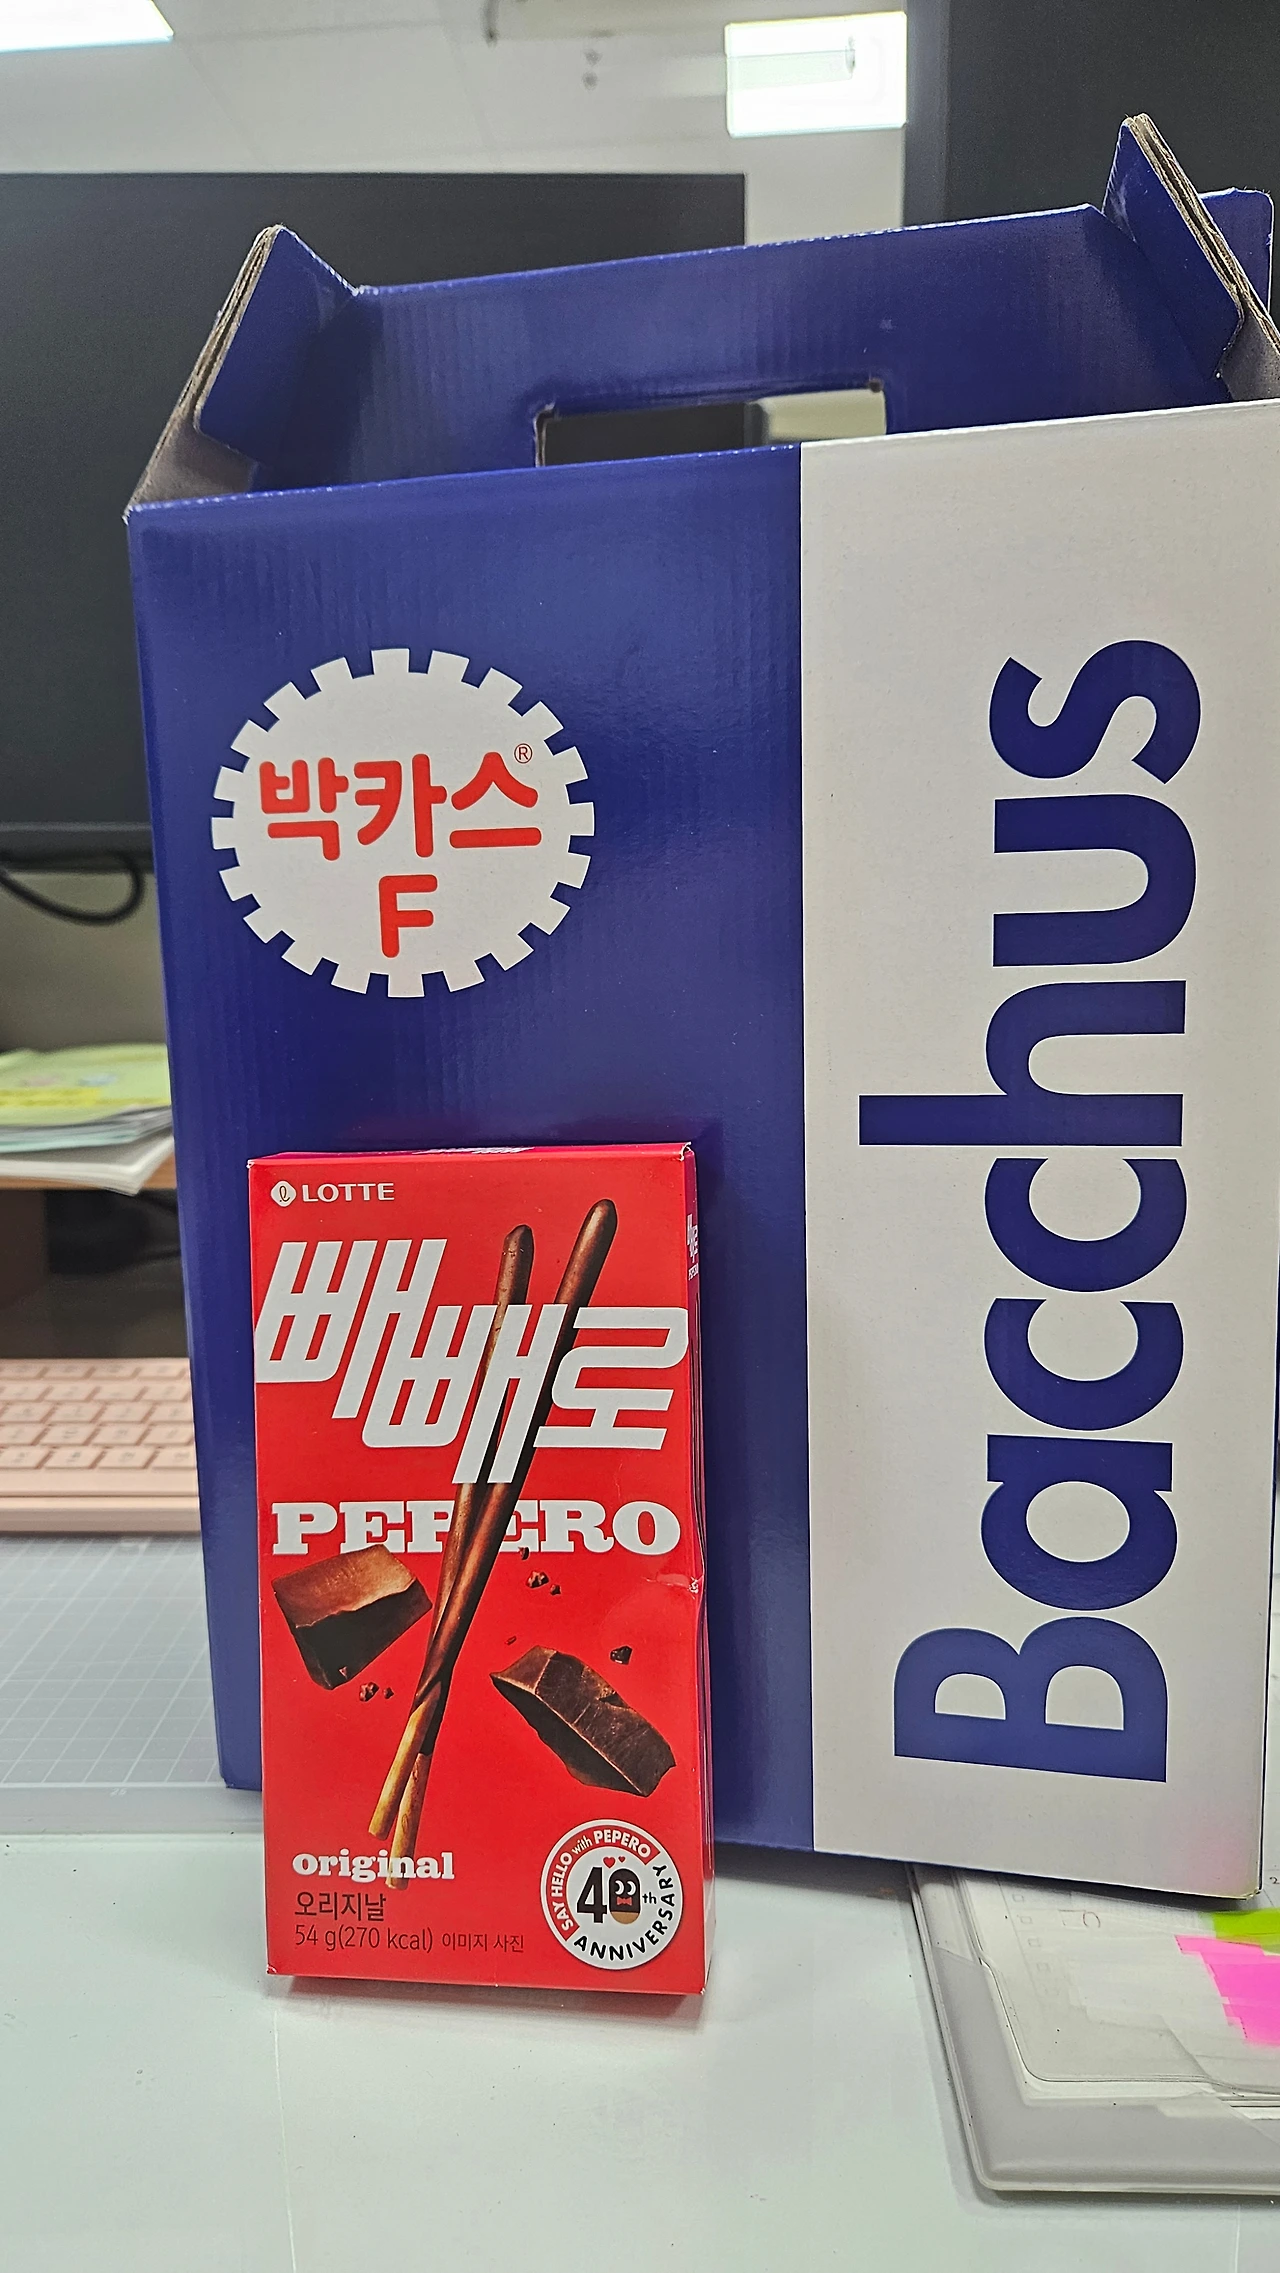 박카스®
F
Bacchus
LOTTE
빼빼로
PEPERO
original
오리지날
54 g(270 kcal) 이미지 사진
SAY HELLO with PEPERO
40th
ANNIVERSARY